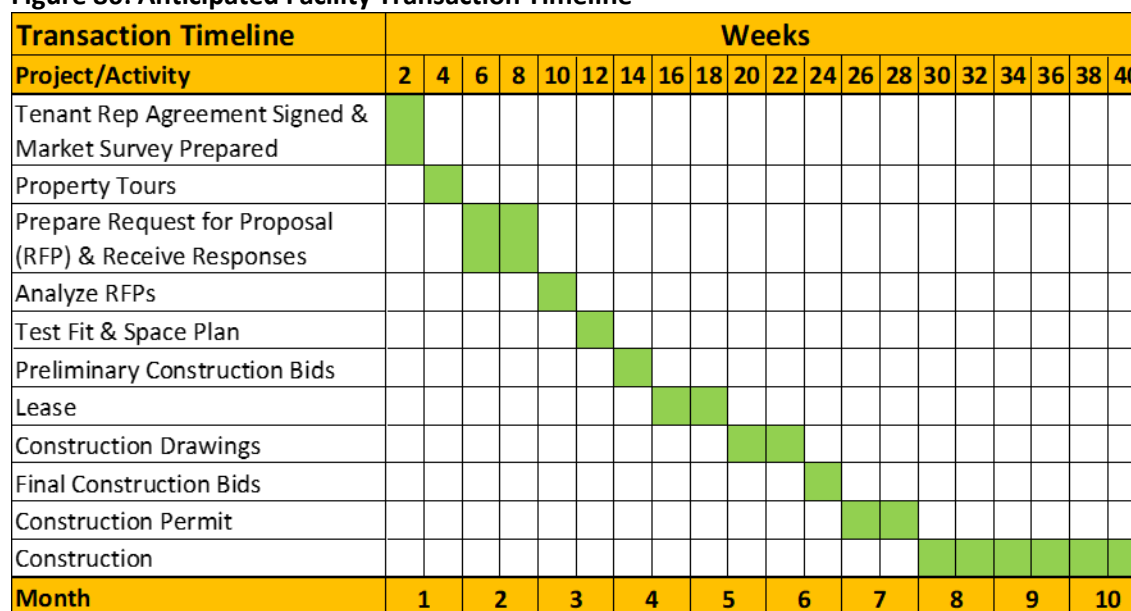 Transaction Timeline Weeks
Project/Activity 2 4 6 8 10 12 14 16 18 20 22 24 26 28 30 32 34 36 38
Tenant Rep Agreement Signed &
Market Survey Prepared
Property Tours
Prepare Request for Proposal
(RFP) & Receive Responses
Analyze RFPs
Test Fit & Space Plan
Preliminary Construction Bids
Lease
Construction Drawings
Final Construction Bids
Construction Permit
Construction
Month 1 2 3 4 5 6 7 8 9 10